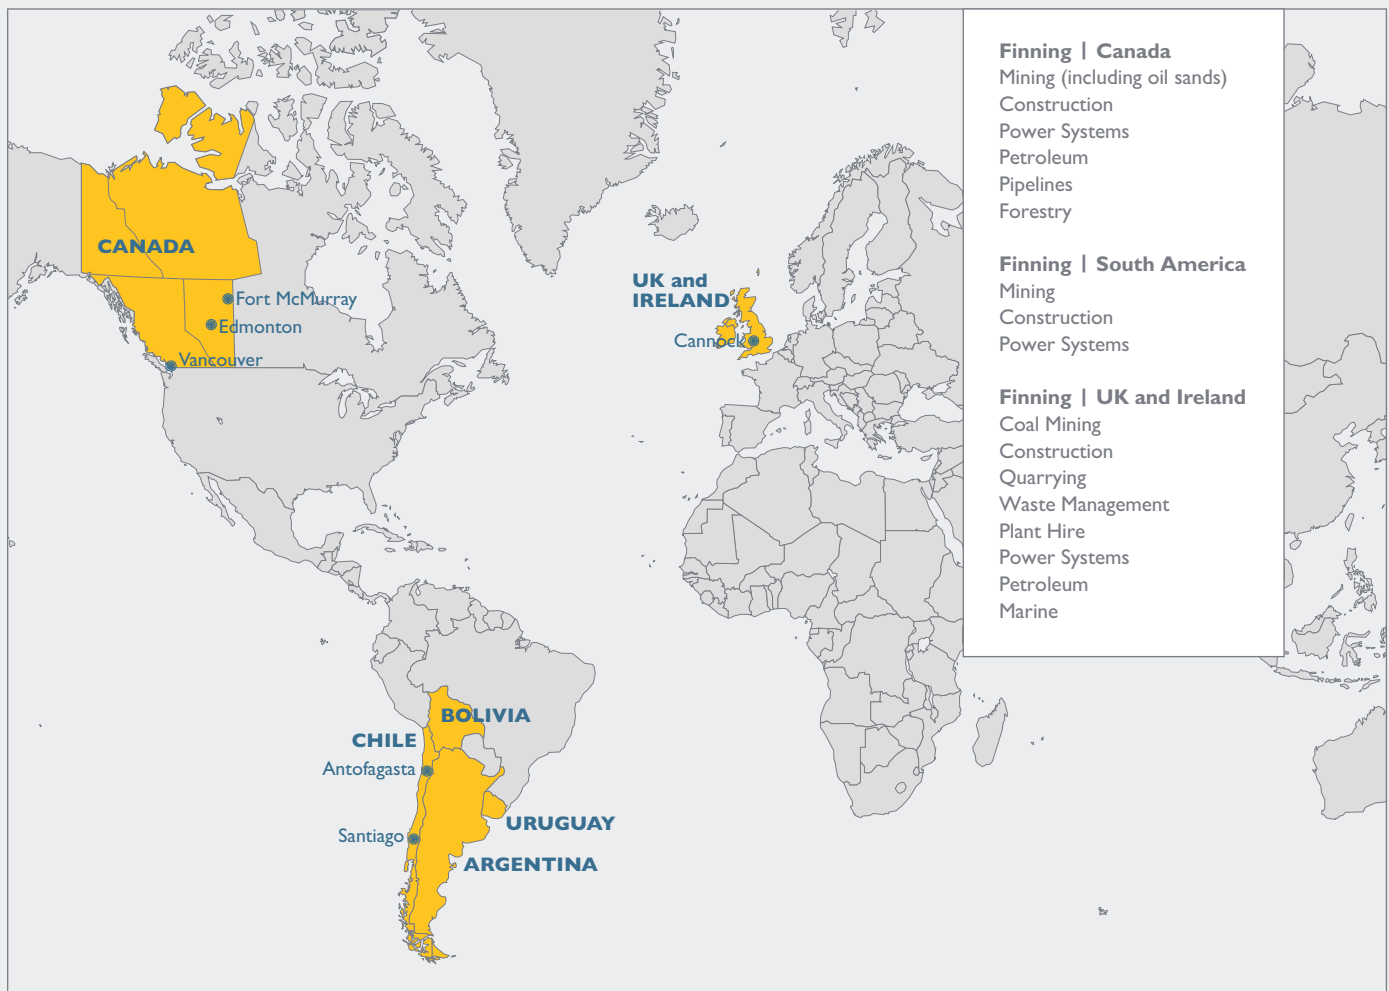 CANADA
Fort McMurray
Edmonton
Vancouver
UK and
IRELAND
Cannock
BOLIVIA
CHILE
Antofagasta
URUGUAY
Santiago
ARGENTINA
Finning | Canada
Mining (including oil sands)
Construction
Power Systems
Petroleum
Pipelines
Forestry
Finning | South America
Mining
Construction
Power Systems
Finning | UK and Ireland
Coal Mining
Construction
Quarrying
Waste Management
Plant Hire
Power Systems
Petroleum
Marine